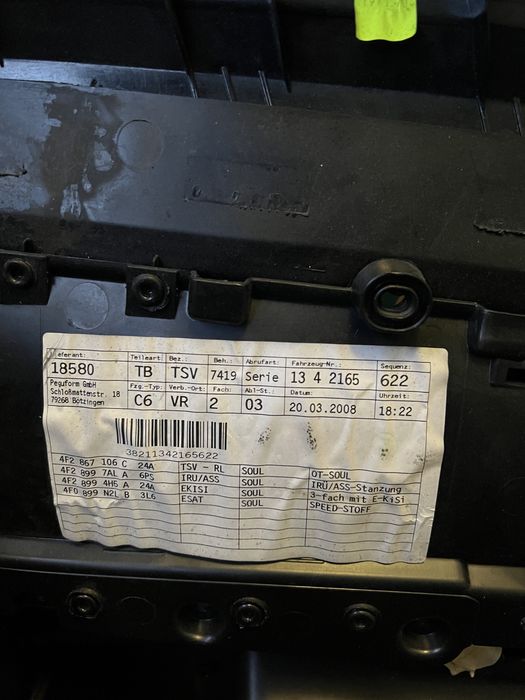 Lieferant: Teileart: Bez.: Beh.: Abrufart: Fahrzeug-Nr.: Sequenz:
18580 TB TSV 7419 Serie 13 4 2165 622
Peguform GmbH
Schloßmattenstr. 18
79268 Bötzingen
Fzg.-Typ: Verb.-Ort: Fach: Abl-St.: Datum: Uhrzeit:
C6 VR 2 03 20.03.2008 18:22
38211342165622
4F2 867 106 C 24A TSV - RL SOUL OT-SOUL
4F2 899 7AL A 6PS IRU/ASS SOUL IRÜ/ASS-Stanzung
4F2 899 4H5 A 24A EKISI SOUL 3-fach mit E-KiSi
4F0 899 N2L B 3L6 ESAT SOUL SPEED-STOFF